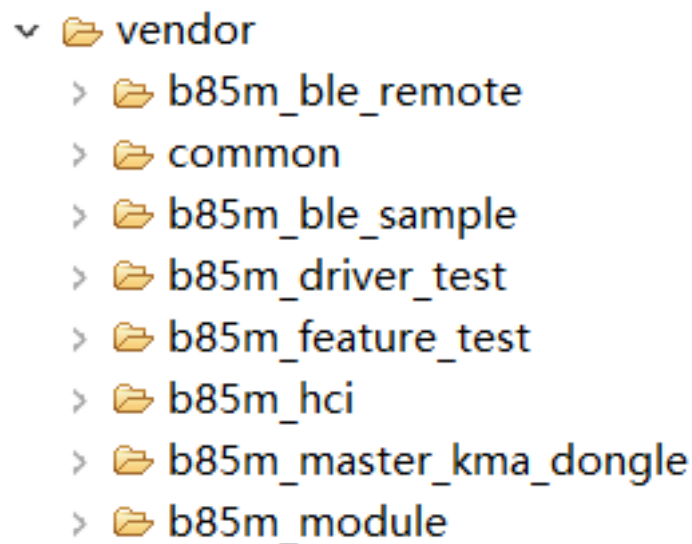 vendor
b85m_ble_remote
common
b85m_ble_sample
b85m_driver_test
b85m_feature_test
b85m_hci
b85m_master_kma_dongle
b85m_module